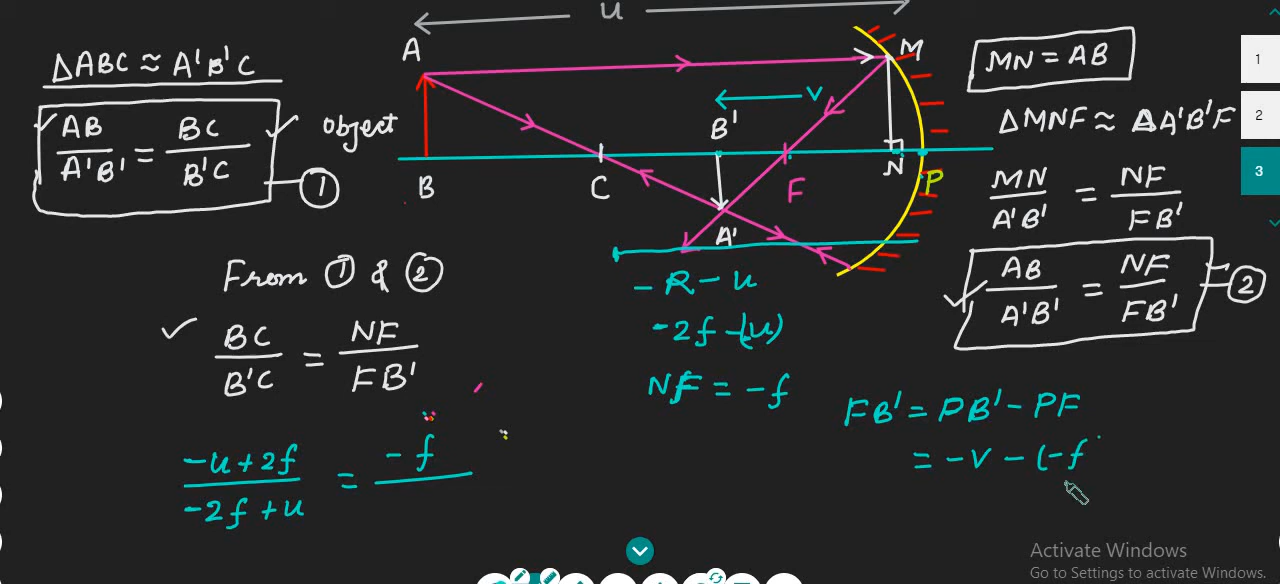 u
ΔABC ≈ A'B'C
AB/A'B' = BC/B'C
①
object
A
M
v
B'
B
C
F
N
P
A'
MN = AB
ΔMNF ≈ ΔA'B'F
MN/A'B' = NF/FB'
AB/A'B' = NF/FB'
②
From ① & ②
BC/B'C = NF/FB'
-u+2f/-2f+u = -f
-R-u
-2f-(u)
NF = -f
FB' = PB' - PF
= -v - (-f
1
2
3
Activate Windows
Go to Settings to activate Windows.